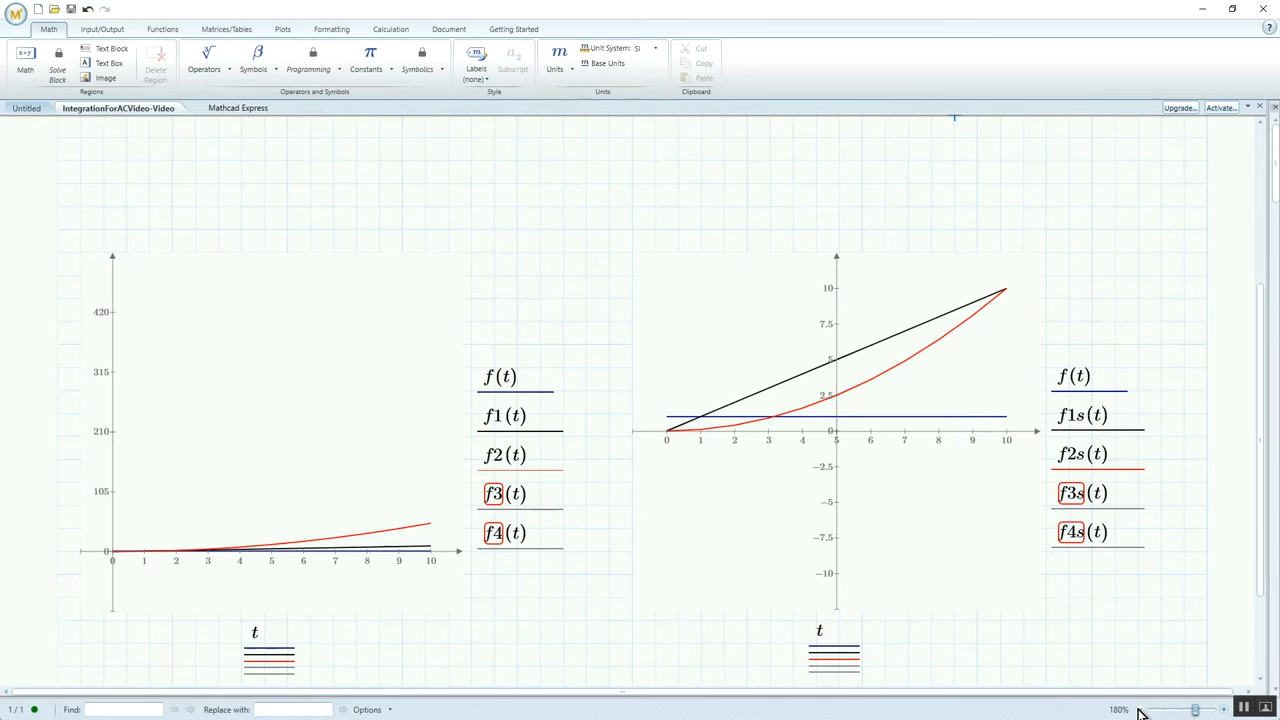 Math Input/Output Functions Matrices/Tables Plots Formatting Calculation Document Getting Started
Math
Solve Block
Text Block
Text Box
Image
Delete Region
Regions
Operators
Symbols
Programming
Constants
Symbolics
Operators and Symbols
Labels (none)
Subscript
Style
Units
Unit System: SI
Base Units
Units
Cut
Copy
Paste
Clipboard
Untitled IntegrationForACVideo-Video Mathcad Express Upgrade... Activate...
420
315
210
105
0
0 1 2 3 4 5 6 7 8 9 10
t
f(t)
f1(t)
f2(t)
f3(t)
f4(t)
10
7.5
5
2.5
0
−2.5
−5
−7.5
−10
0 1 2 3 4 5 6 7 8 9 10
t
f(t)
f1s(t)
f2s(t)
f3s(t)
f4s(t)
1 / 1 Find: Replace with: Options 180%